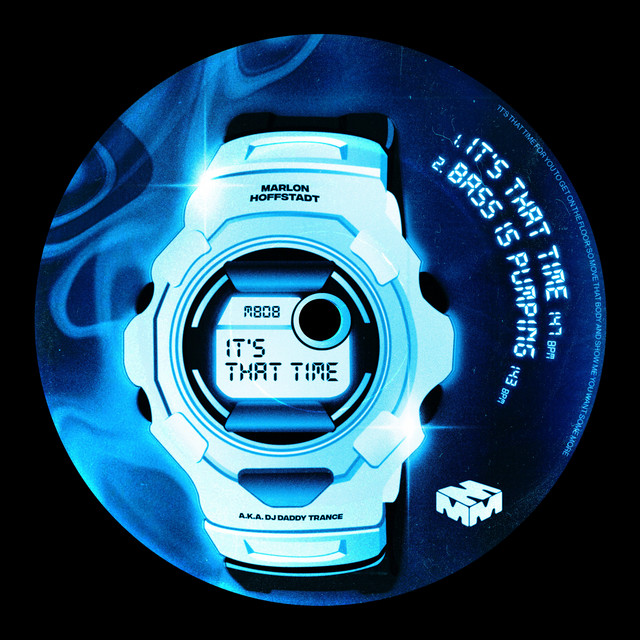 MARLON
HOFFSTADT
M808
IT'S
THAT TIME
A.K.A. DJ DADDY TRANCE
1. IT'S THAT TIME 147 BPM
2. BASS IS PUMPING 143 BPM
IT'S THAT TIME FOR YOU TO GET ON THE FLOOR SO MOVE THAT BODY AND SHOW ME YOU WANT SOME MORE
MMM